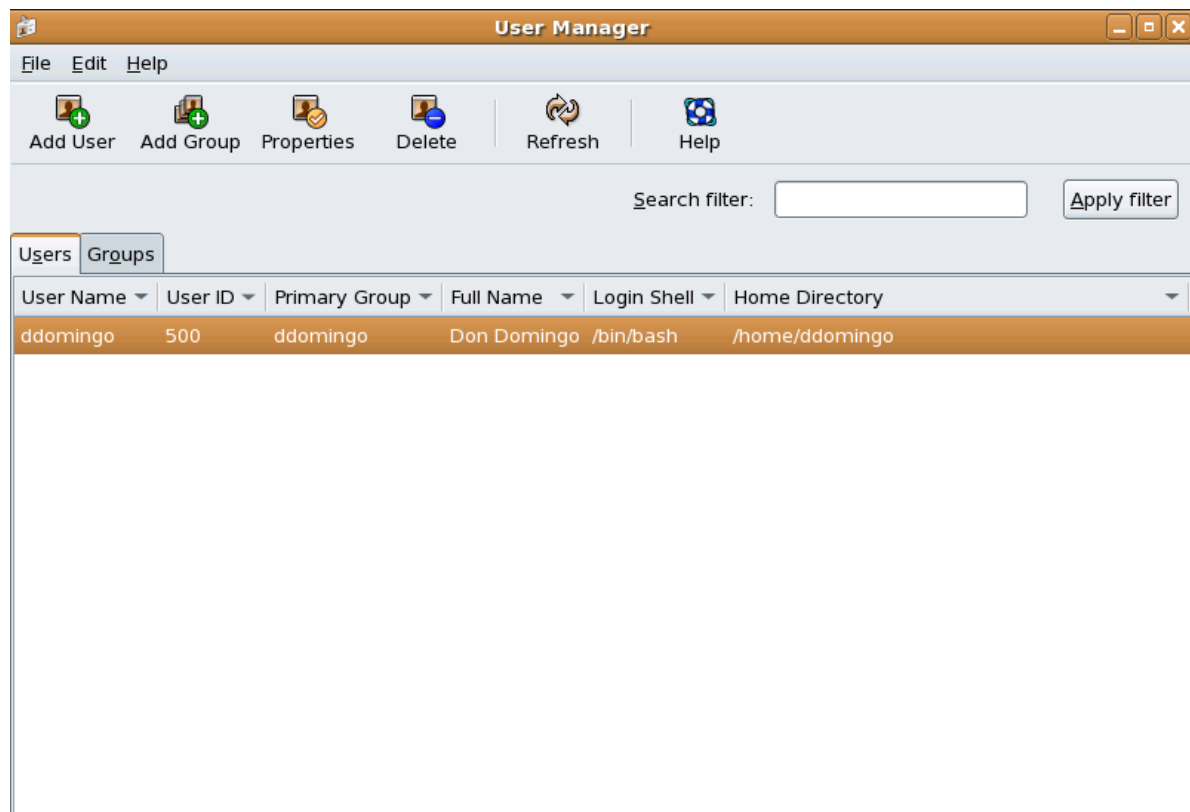 User Manager
File Edit Help
Add User Add Group Properties Delete Refresh Help
Search filter: Apply filter
Users Groups
User Name User ID Primary Group Full Name Login Shell Home Directory
ddomingo 500 ddomingo Don Domingo /bin/bash /home/ddomingo